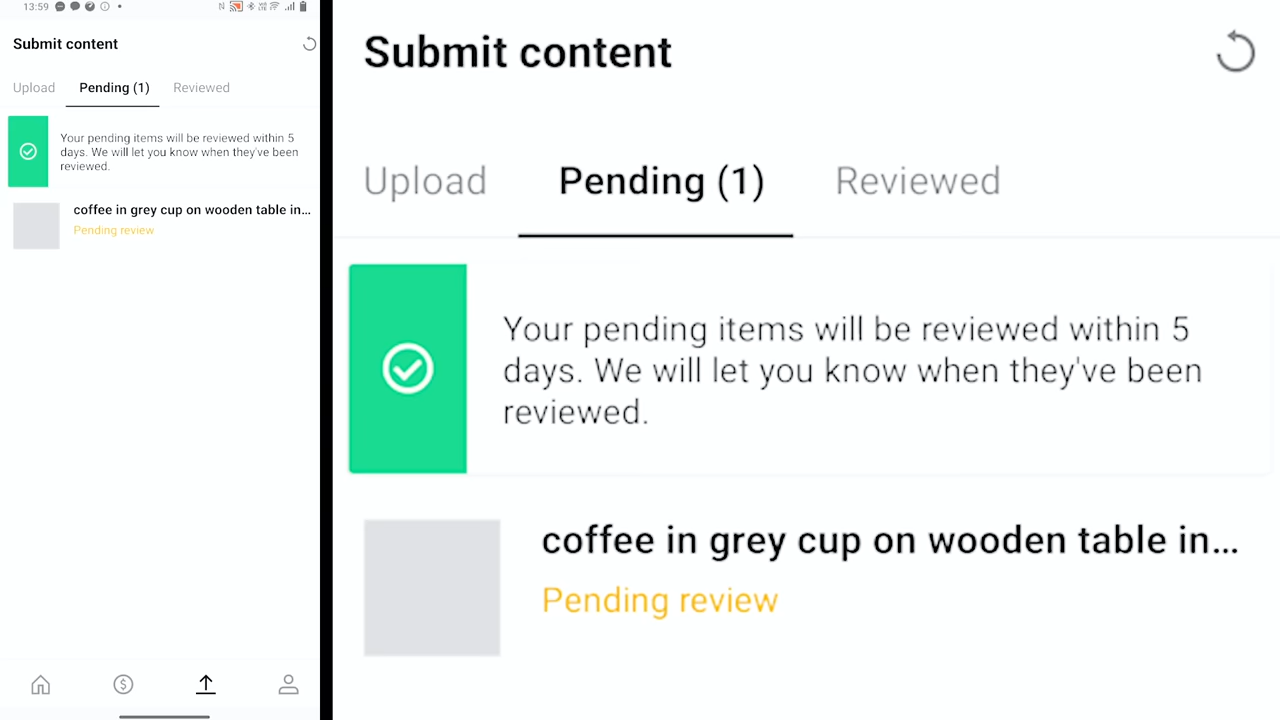 13:59
Submit content
Upload Pending (1) Reviewed
Your pending items will be reviewed within 5
days. We will let you know when they've been
reviewed.
coffee in grey cup on wooden table in...
Pending review
Submit content
Upload Pending (1) Reviewed
Your pending items will be reviewed within 5
days. We will let you know when they've been
reviewed.
coffee in grey cup on wooden table in...
Pending review